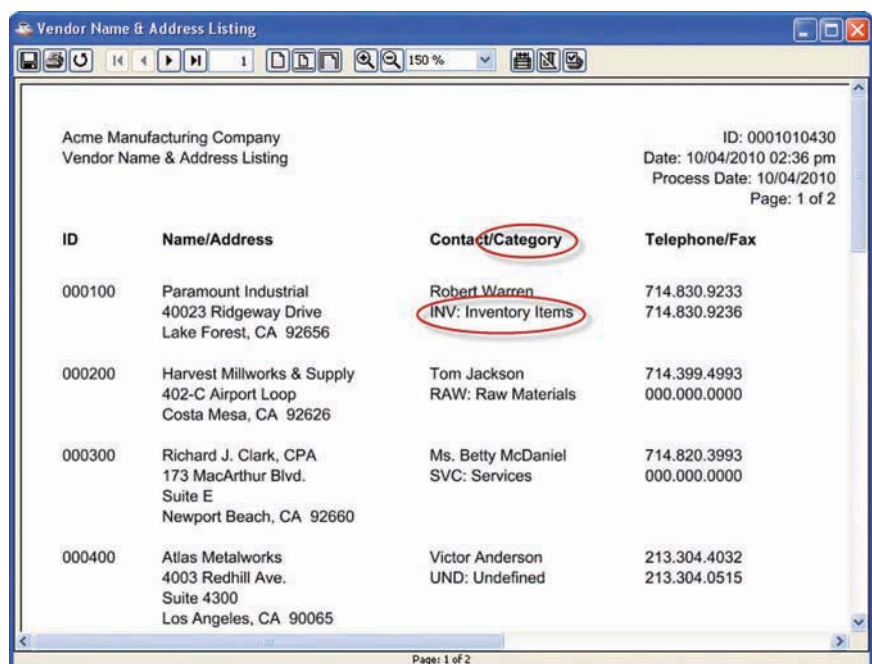 Vendor Name & Address Listing
1 150 %
Acme Manufacturing Company ID: 0001010430
Vendor Name & Address Listing Date: 10/04/2010 02:36 pm
Process Date: 10/04/2010
Page: 1 of 2
ID Name/Address Contact/Category Telephone/Fax
000100 Paramount Industrial Robert Warren 714.830.9233
40023 Ridgeway Drive INV: Inventory Items 714.830.9236
Lake Forest, CA 92656
000200 Harvest Millworks & Supply Tom Jackson 714.399.4993
402-C Airport Loop RAW: Raw Materials 000.000.0000
Costa Mesa, CA 92626
000300 Richard J. Clark, CPA Ms. Betty McDaniel 714.820.3993
173 MacArthur Blvd. SVC: Services 000.000.0000
Suite E
Newport Beach, CA 92660
000400 Atlas Metalworks Victor Anderson 213.304.4032
4003 Redhill Ave. UND: Undefined 213.304.0515
Suite 4300
Los Angeles, CA 90065
Page: 1 of 2